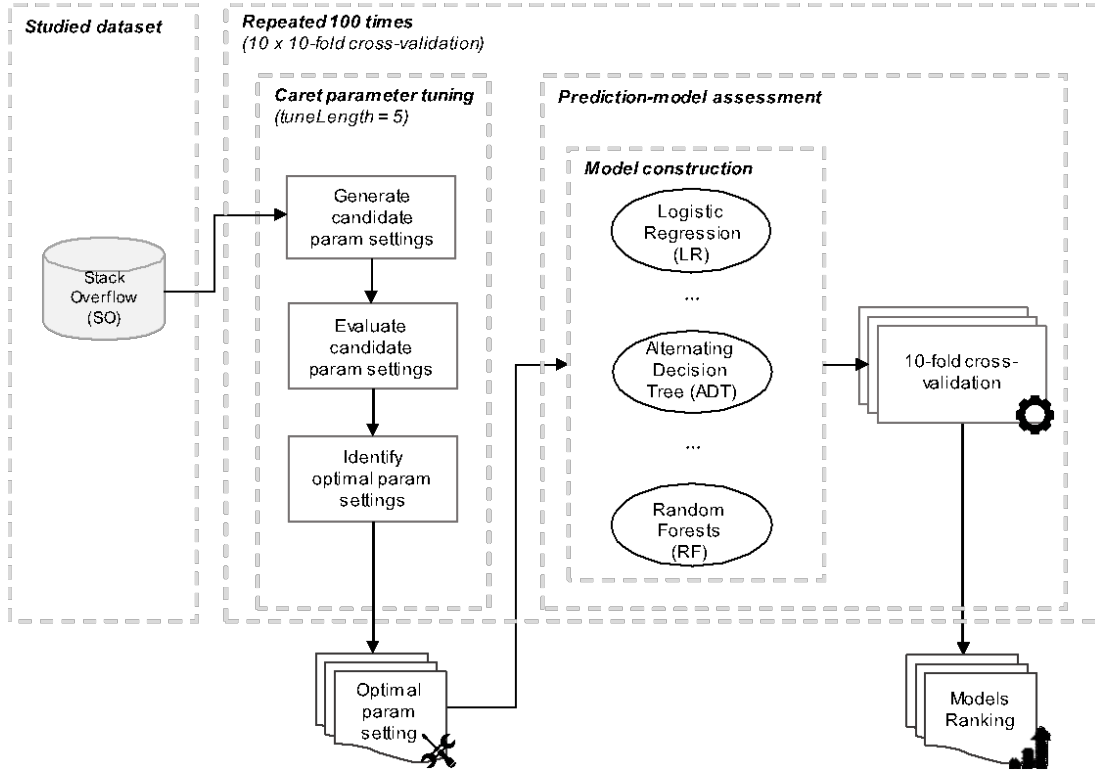 Studied dataset
Stack
Overflow
(SO)
Repeated 100 times
(10 x 10-fold cross-validation)
Caret parameter tuning
(tuneLength = 5)
Generate
candidate
param settings
Evaluate
candidate
param settings
Identify
optimal param
settings
Optimal
param
setting
Prediction-model assessment
Model construction
Logistic
Regression
(LR)
...
Alternating
Decision
Tree (ADT)
...
Random
Forests
(RF)
10-fold cross-
validation
Models
Ranking